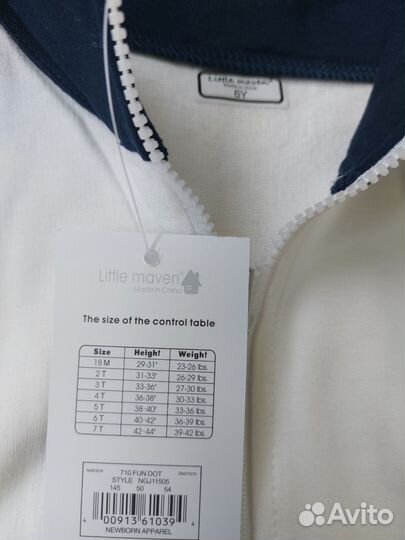 Little maven®
6Y
Little maven®
Made in China
The size of the control table
Size Height Weight
18 M 29-31" 23-26 lbs.
2 T 31-33" 26-29 lbs.
3 T 33-36" 27-30 lbs.
4 T 36-38" 30-33 lbs.
5 T 38-40" 33-36 lbs.
6 T 40-42" 36-39 lbs.
7 T 42-44" 39-42 lbs.
710 FUN DOT
STYLE NGJ11505
145 50 54
4 00913 61039 4
NEWBORN APPAREL
Avito